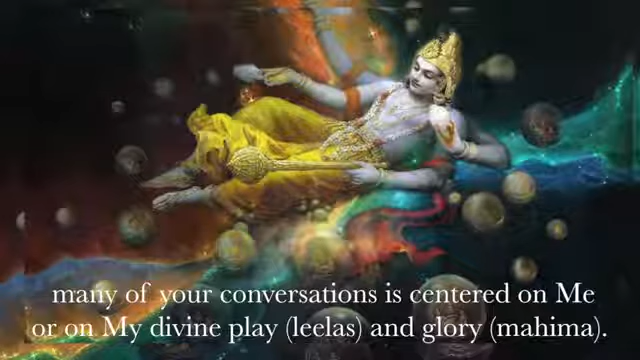 many of your conversations is centered on Me
or on My divine play (leelas) and glory (mahima).